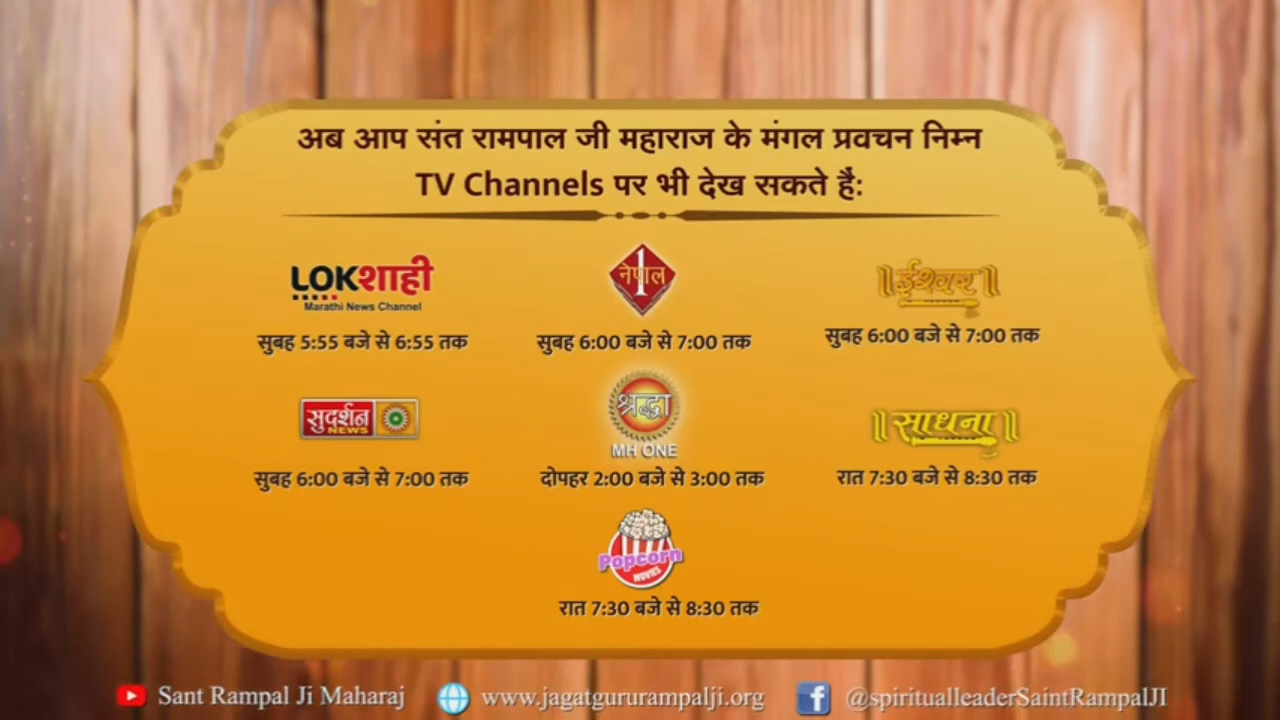 अब आप संत रामपाल जी महाराज के मंगल प्रवचन निम्न
TV Channels पर भी देख सकते हैं:
LOKशाही
Marathi News Channel
सुबह 5:55 बजे से 6:55 तक
नेपाल 1
सुबह 6:00 बजे से 7:00 तक
॥ईश्वर॥
सुबह 6:00 बजे से 7:00 तक
सुदर्शन
NEWS
सुबह 6:00 बजे से 7:00 तक
श्रद्धा
MH ONE
दोपहर 2:00 बजे से 3:00 तक
॥साधना॥
रात 7:30 बजे से 8:30 तक
Popcorn
MOVIES
रात 7:30 बजे से 8:30 तक
Sant Rampal Ji Maharaj
www.jagatgururampalji.org
@spiritualleaderSaintRampalJI